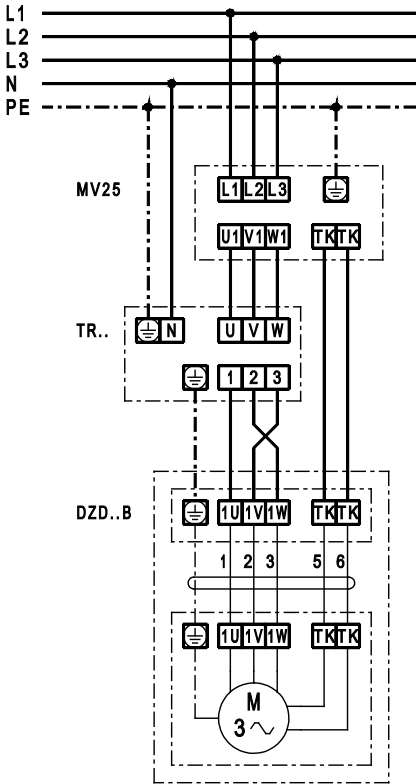 L1
L2
L3
N
PE
MV25
L1 L2 L3
U1 V1 W1 TK TK
TR..
N U V W
1 2 3
DZD..B
1U 1V 1W TK TK
1 2 3 5 6
1U 1V 1W TK TK
M
3